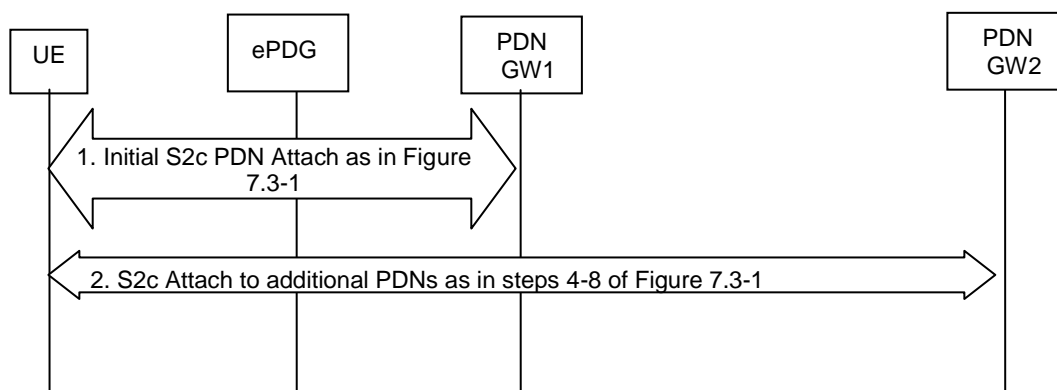 UE
ePDG
PDN
GW1
PDN
GW2
1. Initial S2c PDN Attach as in Figure
7.3-1
2. S2c Attach to additional PDNs as in steps 4-8 of Figure 7.3-1